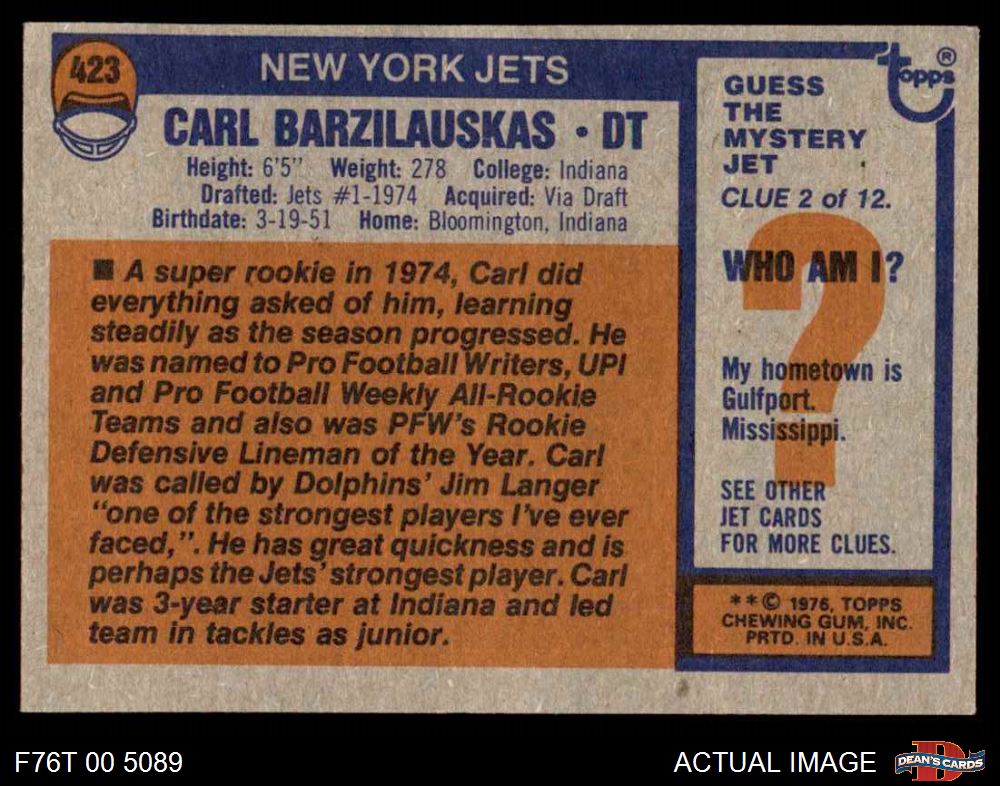 423
NEW YORK JETS
CARL BARZILAUSKAS • DT
Height: 6'5" Weight: 278 College: Indiana
Drafted: Jets #1-1974 Acquired: Via Draft
Birthdate: 3-19-51 Home: Bloomington, Indiana
■ A super rookie in 1974, Carl did
everything asked of him, learning
steadily as the season progressed. He
was named to Pro Football Writers, UPI
and Pro Football Weekly All-Rookie
Teams and also was PFW's Rookie
Defensive Lineman of the Year. Carl
was called by Dolphins' Jim Langer
"one of the strongest players I've ever
faced,". He has great quickness and is
perhaps the Jets' strongest player. Carl
was 3-year starter at Indiana and led
team in tackles as junior.
topps®
GUESS
THE
MYSTERY
JET
CLUE 2 of 12.
?
WHO AM I?
My hometown is
Gulfport.
Mississippi.
SEE OTHER
JET CARDS
FOR MORE CLUES.
**© 1976, TOPPS
CHEWING GUM, INC.
PRTD. IN U.S.A.
F76T 00 5089
ACTUAL IMAGE
D
DEAN'S CARDS